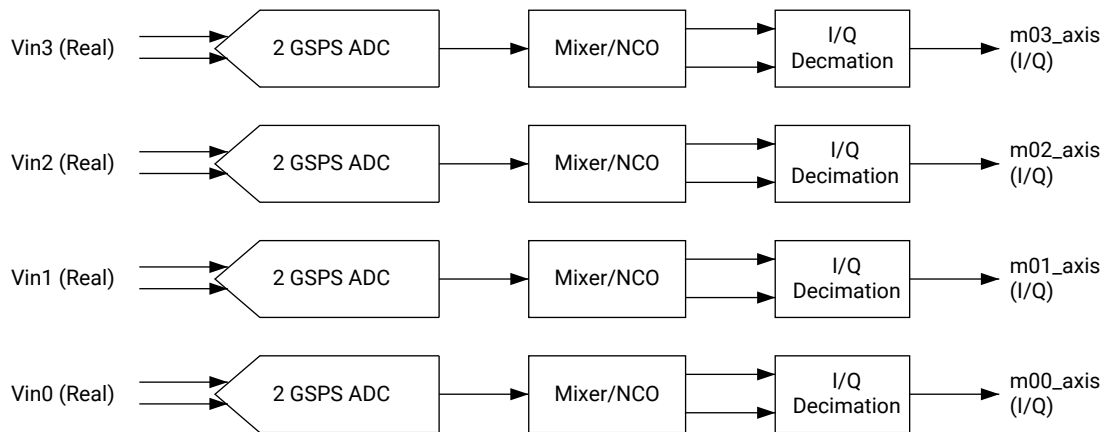 Vin3 (Real)
2 GSPS ADC
Mixer/NCO
I/Q
Decmation
m03_axis
(I/Q)
Vin2 (Real)
2 GSPS ADC
Mixer/NCO
I/Q
Decimation
m02_axis
(I/Q)
Vin1 (Real)
2 GSPS ADC
Mixer/NCO
I/Q
Decimation
m01_axis
(I/Q)
Vin0 (Real)
2 GSPS ADC
Mixer/NCO
I/Q
Decimation
m00_axis
(I/Q)